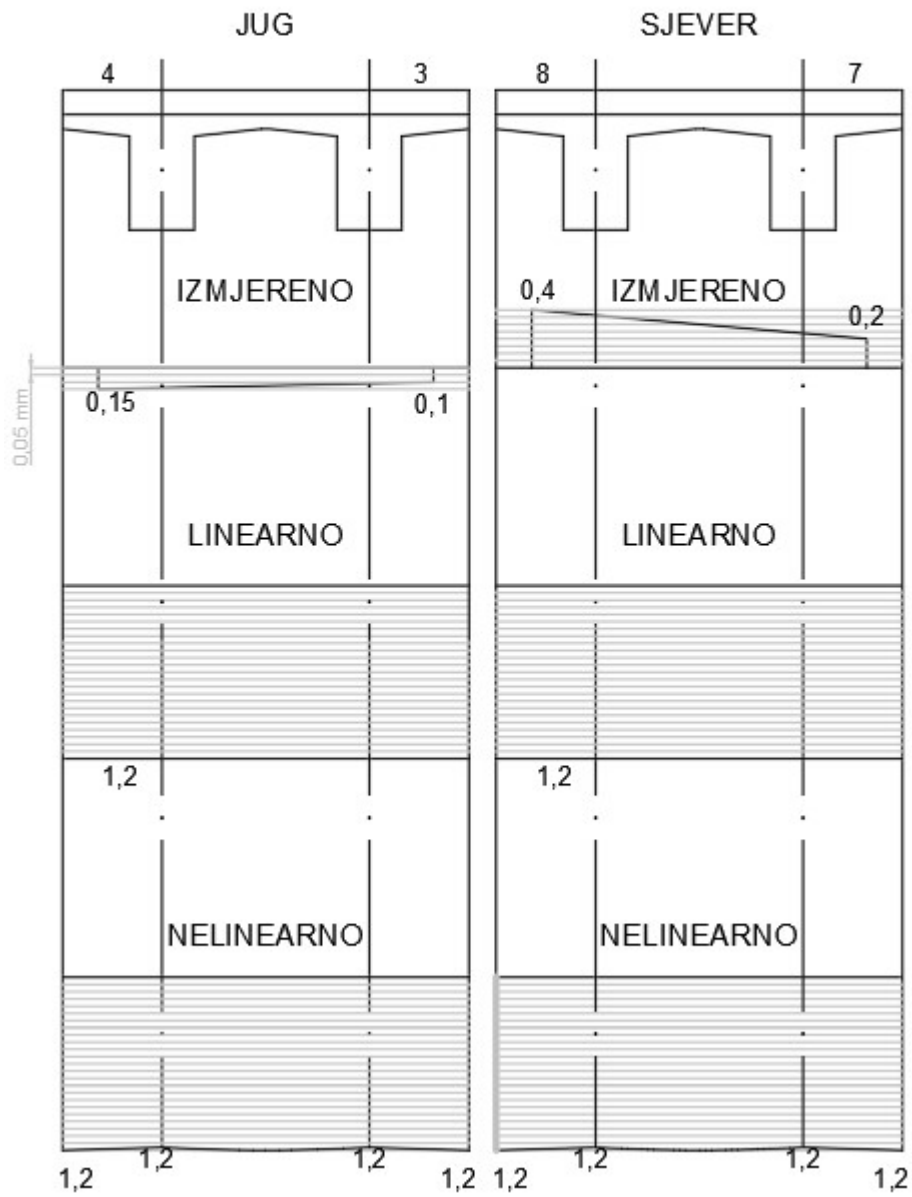 JUG SJEVER
4 3 8 7
IZMJERENO 0,4 IZMJERENO
0,2
0,15 0,1
0,05 mm
LINEARNO LINEARNO
1,2 1,2
NELINEARNO NELINEARNO
1,2 1,2 1,2 1,2
1,2 1,2 1,2 1,2